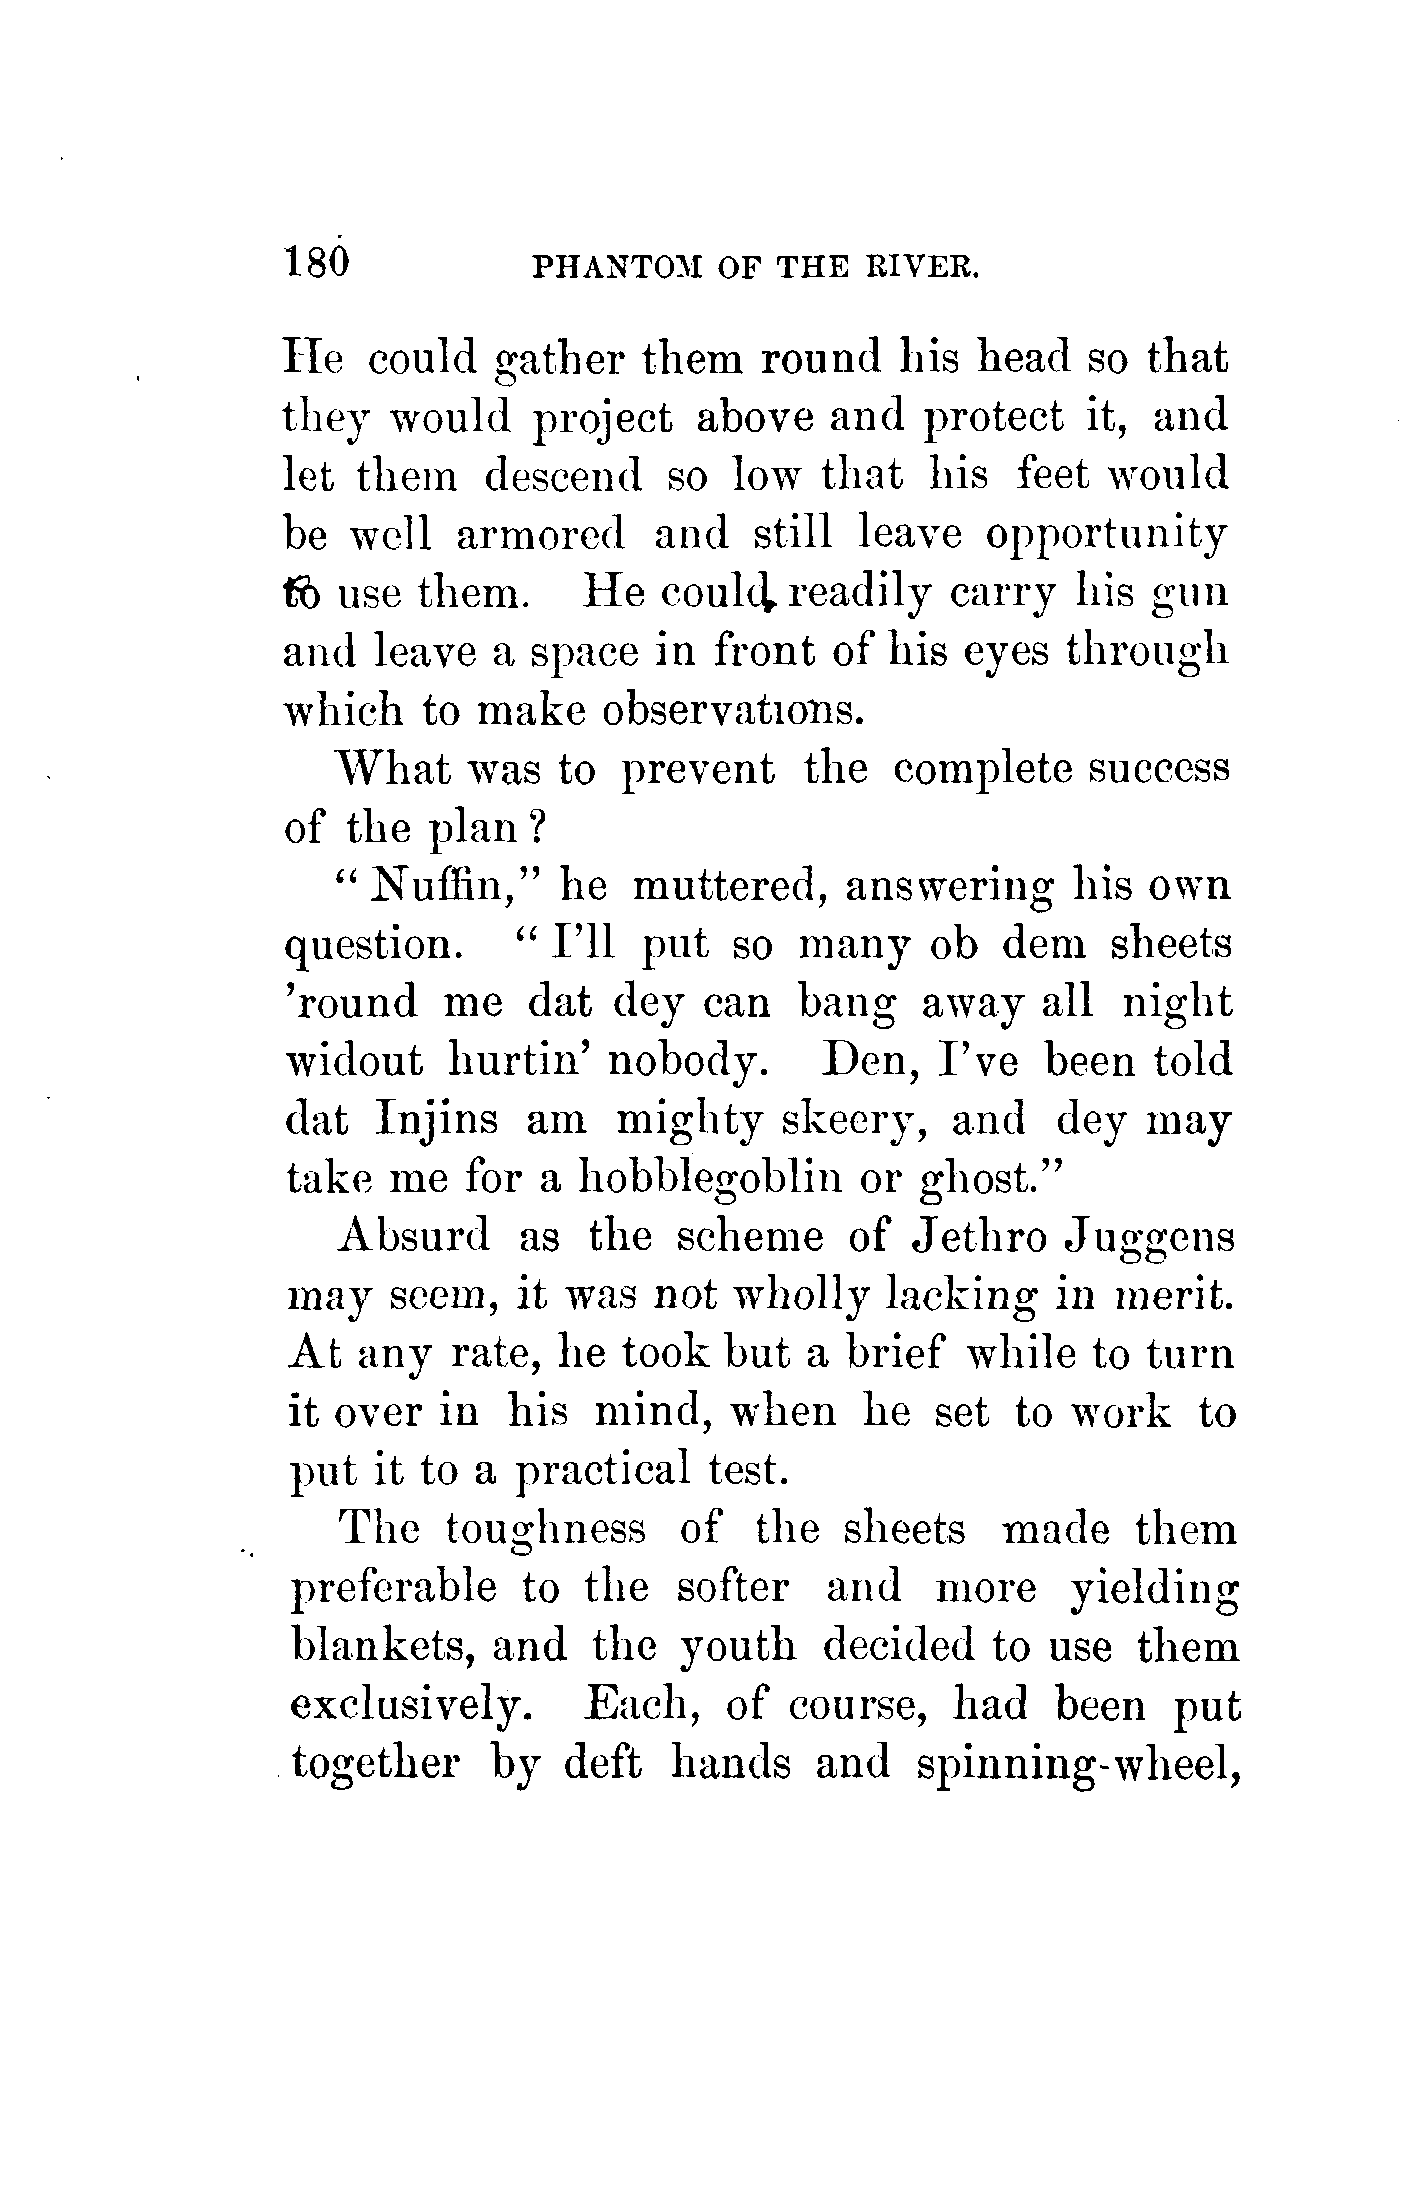 180 PHANTOM OF THE RIVER.
He could gather them round his head so that
they would project above and protect it, and
let them descend so low that his feet would
be well armored and still leave opportunity
to use them. He could readily carry his gun
and leave a space in front of his eyes through
which to make observations.
What was to prevent the complete success
of the plan?
“Nuffin,” he muttered, answering his own
question. “I’ll put so many ob dem sheets
’round me dat dey can bang away all night
widout hurtin’ nobody. Den, I’ve been told
dat Injins am mighty skeery, and dey may
take me for a hobblegoblin or ghost.”
Absurd as the scheme of Jethro Juggens
may seem, it was not wholly lacking in merit.
At any rate, he took but a brief while to turn
it over in his mind, when he set to work to
put it to a practical test.
The toughness of the sheets made them
preferable to the softer and more yielding
blankets, and the youth decided to use them
exclusively. Each, of course, had been put
together by deft hands and spinning-wheel,